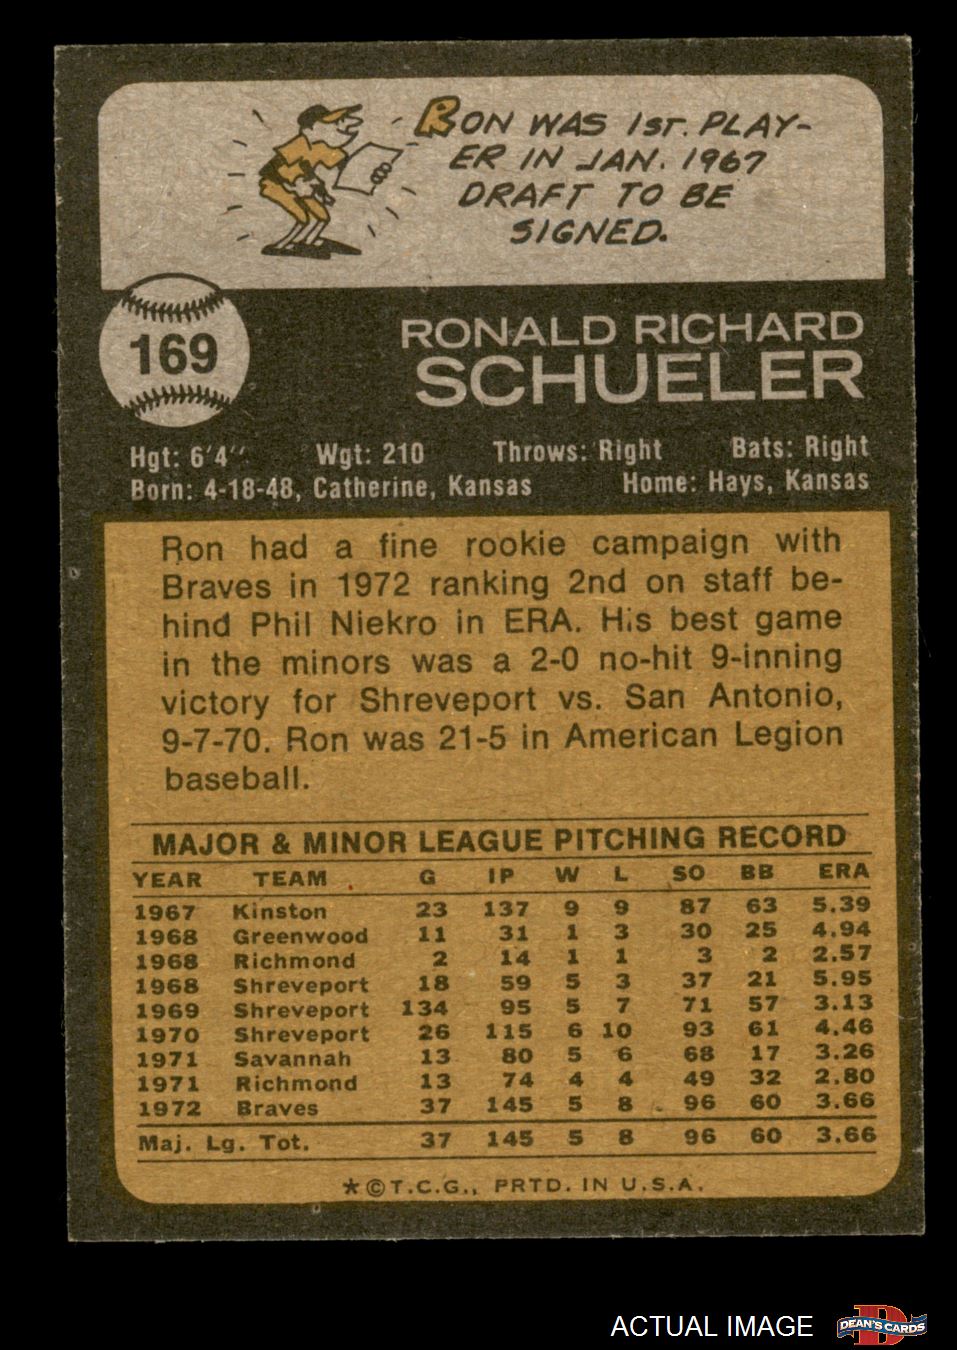 RON WAS 1ST. PLAY-
ER IN JAN. 1967
DRAFT TO BE
SIGNED.
169
RONALD RICHARD
SCHUELER
Hgt: 6'4" Wgt: 210 Throws: Right Bats: Right
Born: 4-18-48, Catherine, Kansas Home: Hays, Kansas
Ron had a fine rookie campaign with
Braves in 1972 ranking 2nd on staff be-
hind Phil Niekro in ERA. His best game
in the minors was a 2-0 no-hit 9-inning
victory for Shreveport vs. San Antonio,
9-7-70. Ron was 21-5 in American Legion
baseball.
MAJOR & MINOR LEAGUE PITCHING RECORD
YEAR TEAM G IP W L SO BB ERA
1967 Kinston 23 137 9 9 87 63 5.39
1968 Greenwood 11 31 1 3 30 25 4.94
1968 Richmond 2 14 1 1 3 2 2.57
1968 Shreveport 18 59 5 3 37 21 5.95
1969 Shreveport 134 95 5 7 71 57 3.13
1970 Shreveport 26 115 6 10 93 61 4.46
1971 Savannah 13 80 5 6 68 17 3.26
1971 Richmond 13 74 4 4 49 32 2.80
1972 Braves 37 145 5 8 96 60 3.66
Maj. Lg. Tot. 37 145 5 8 96 60 3.66
*©T.C.G., PRTD. IN U.S.A.
ACTUAL IMAGE
D
DEAN'S CARDS